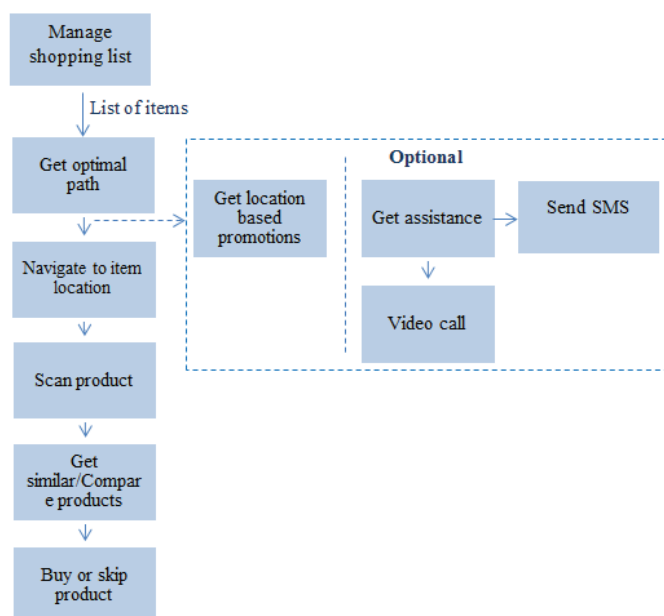 Manage
shopping list
List of items
Get optimal
path
Optional
Get location
based
promotions
Get assistance
Send SMS
Navigate to item
location
Video call
Scan product
Get
similar/Compar
e products
Buy or skip
product